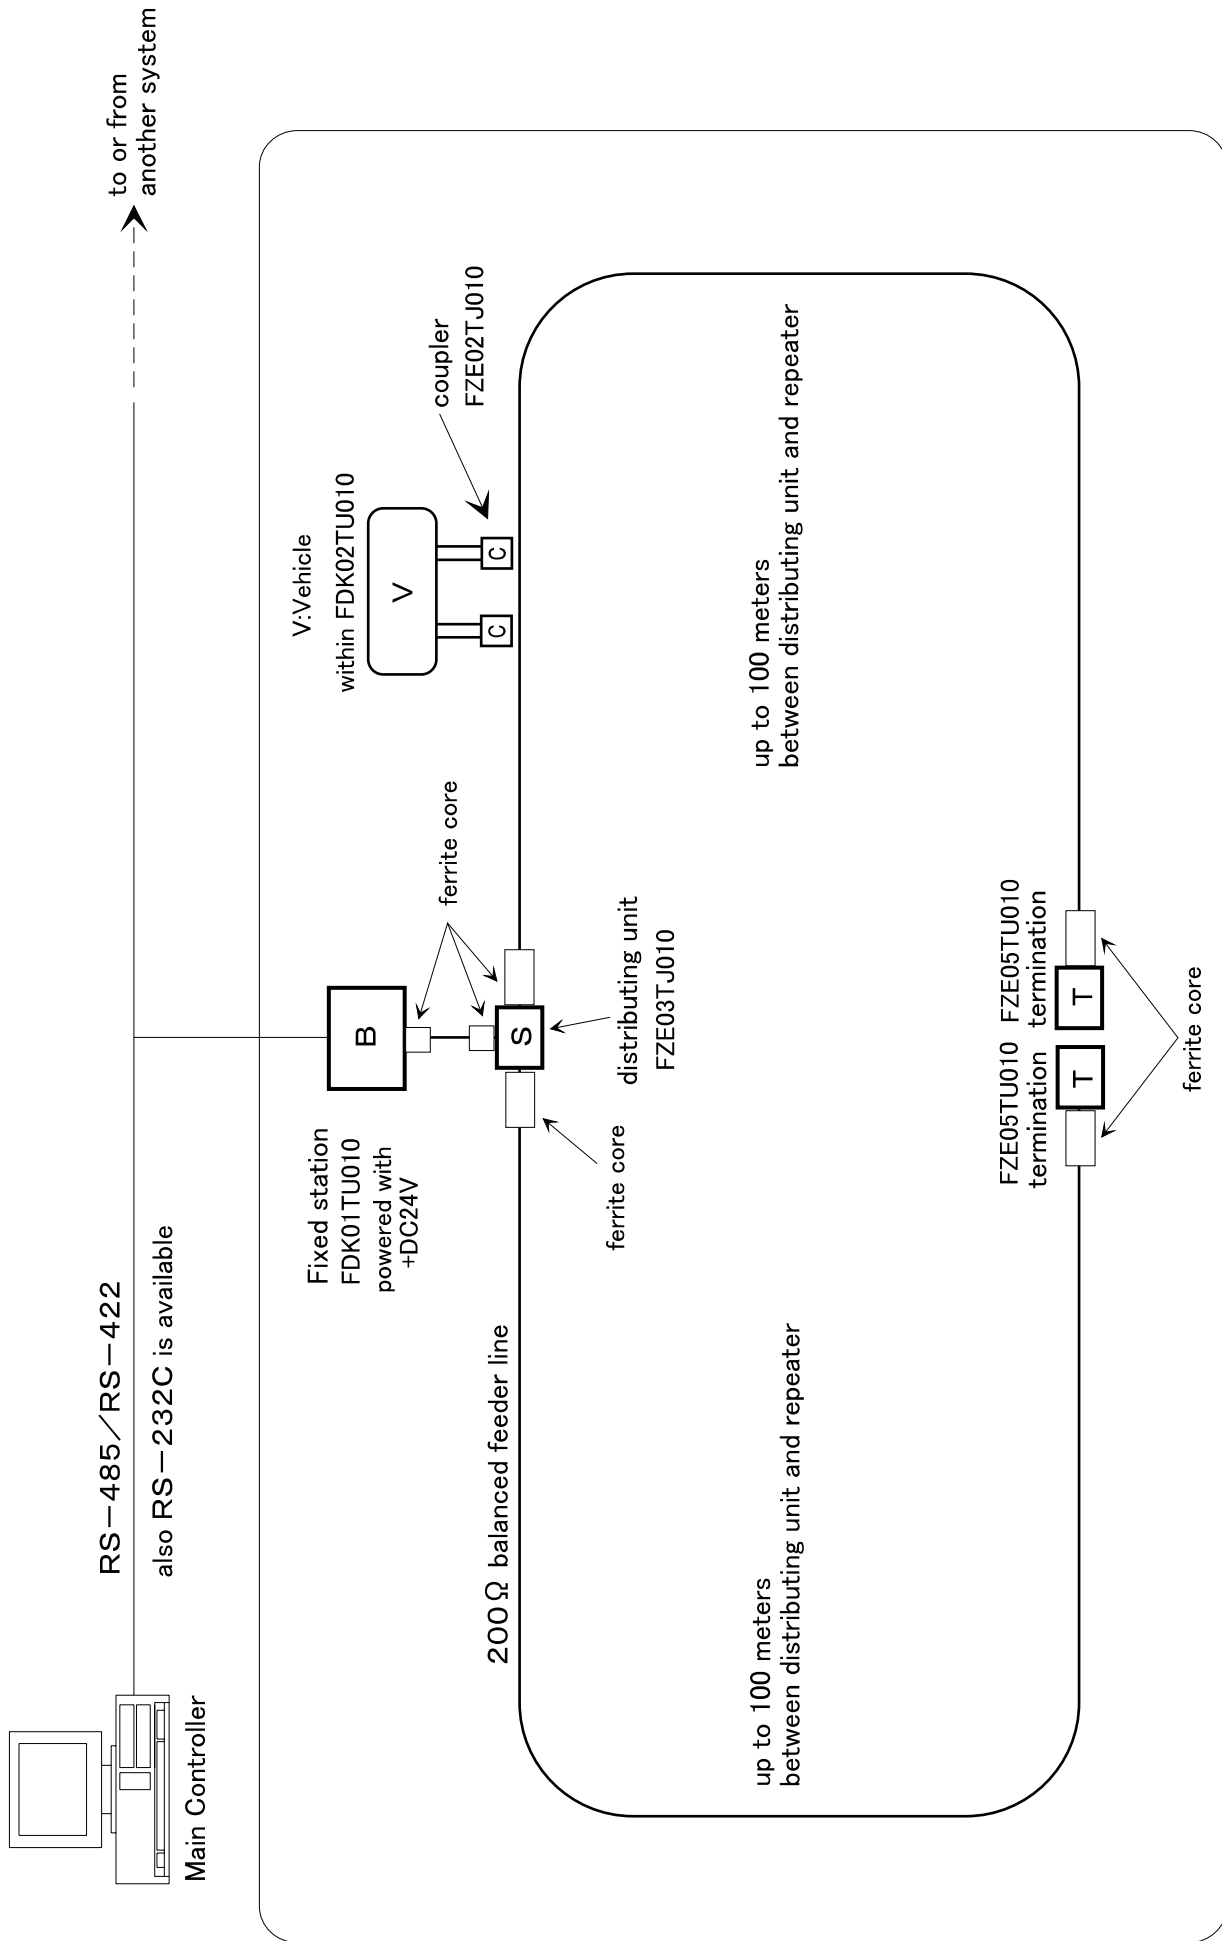 to or from
another system
RS-485/RS-422
also RS-232C is available
Main Controller
V:Vehicle
within FDK02TU010
V
C
C
coupler
FZE02TJ010
Fixed station
FDK01TU010
powered with
+DC24V
B
ferrite core
200Ω balanced feeder line
S
distributing unit
FZE03TJ010
ferrite core
up to 100 meters
between distributing unit and repeater
up to 100 meters
between distributing unit and repeater
FZE05TU010
termination
FZE05TU010
termination
T
T
ferrite core